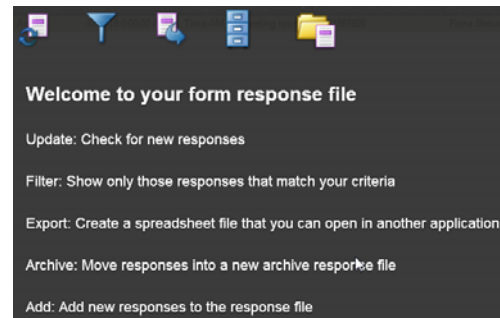 Welcome to your form response file
Update: Check for new responses
Filter: Show only those responses that match your criteria
Export: Create a spreadsheet file that you can open in another application
Archive: Move responses into a new archive response file
Add: Add new responses to the response file